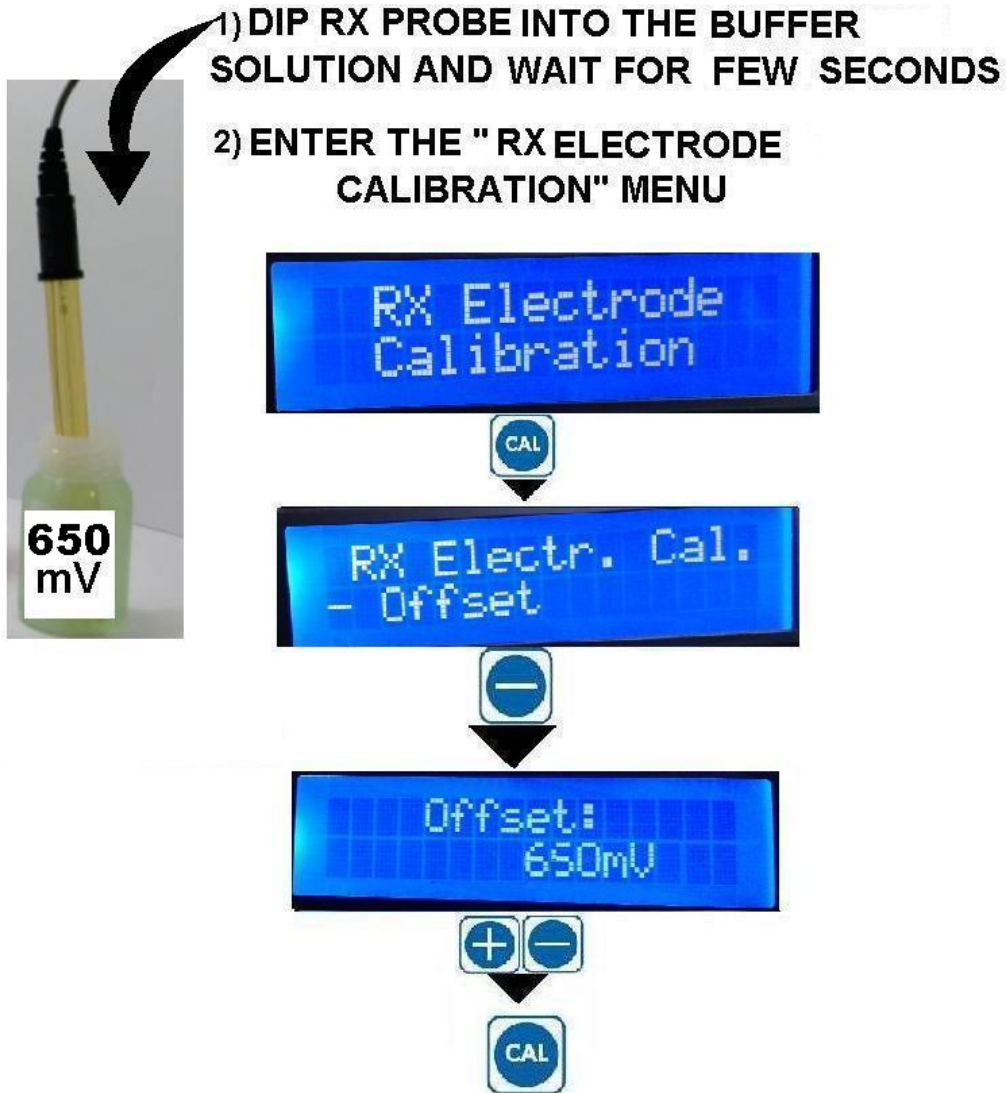 1) DIP RX PROBE INTO THE BUFFER
SOLUTION AND WAIT FOR FEW SECONDS
2) ENTER THE " RX ELECTRODE
CALIBRATION" MENU
650
mV
RX Electrode
Calibration
CAL
RX Electr. Cal.
- Offset
Offset:
650mV
CAL